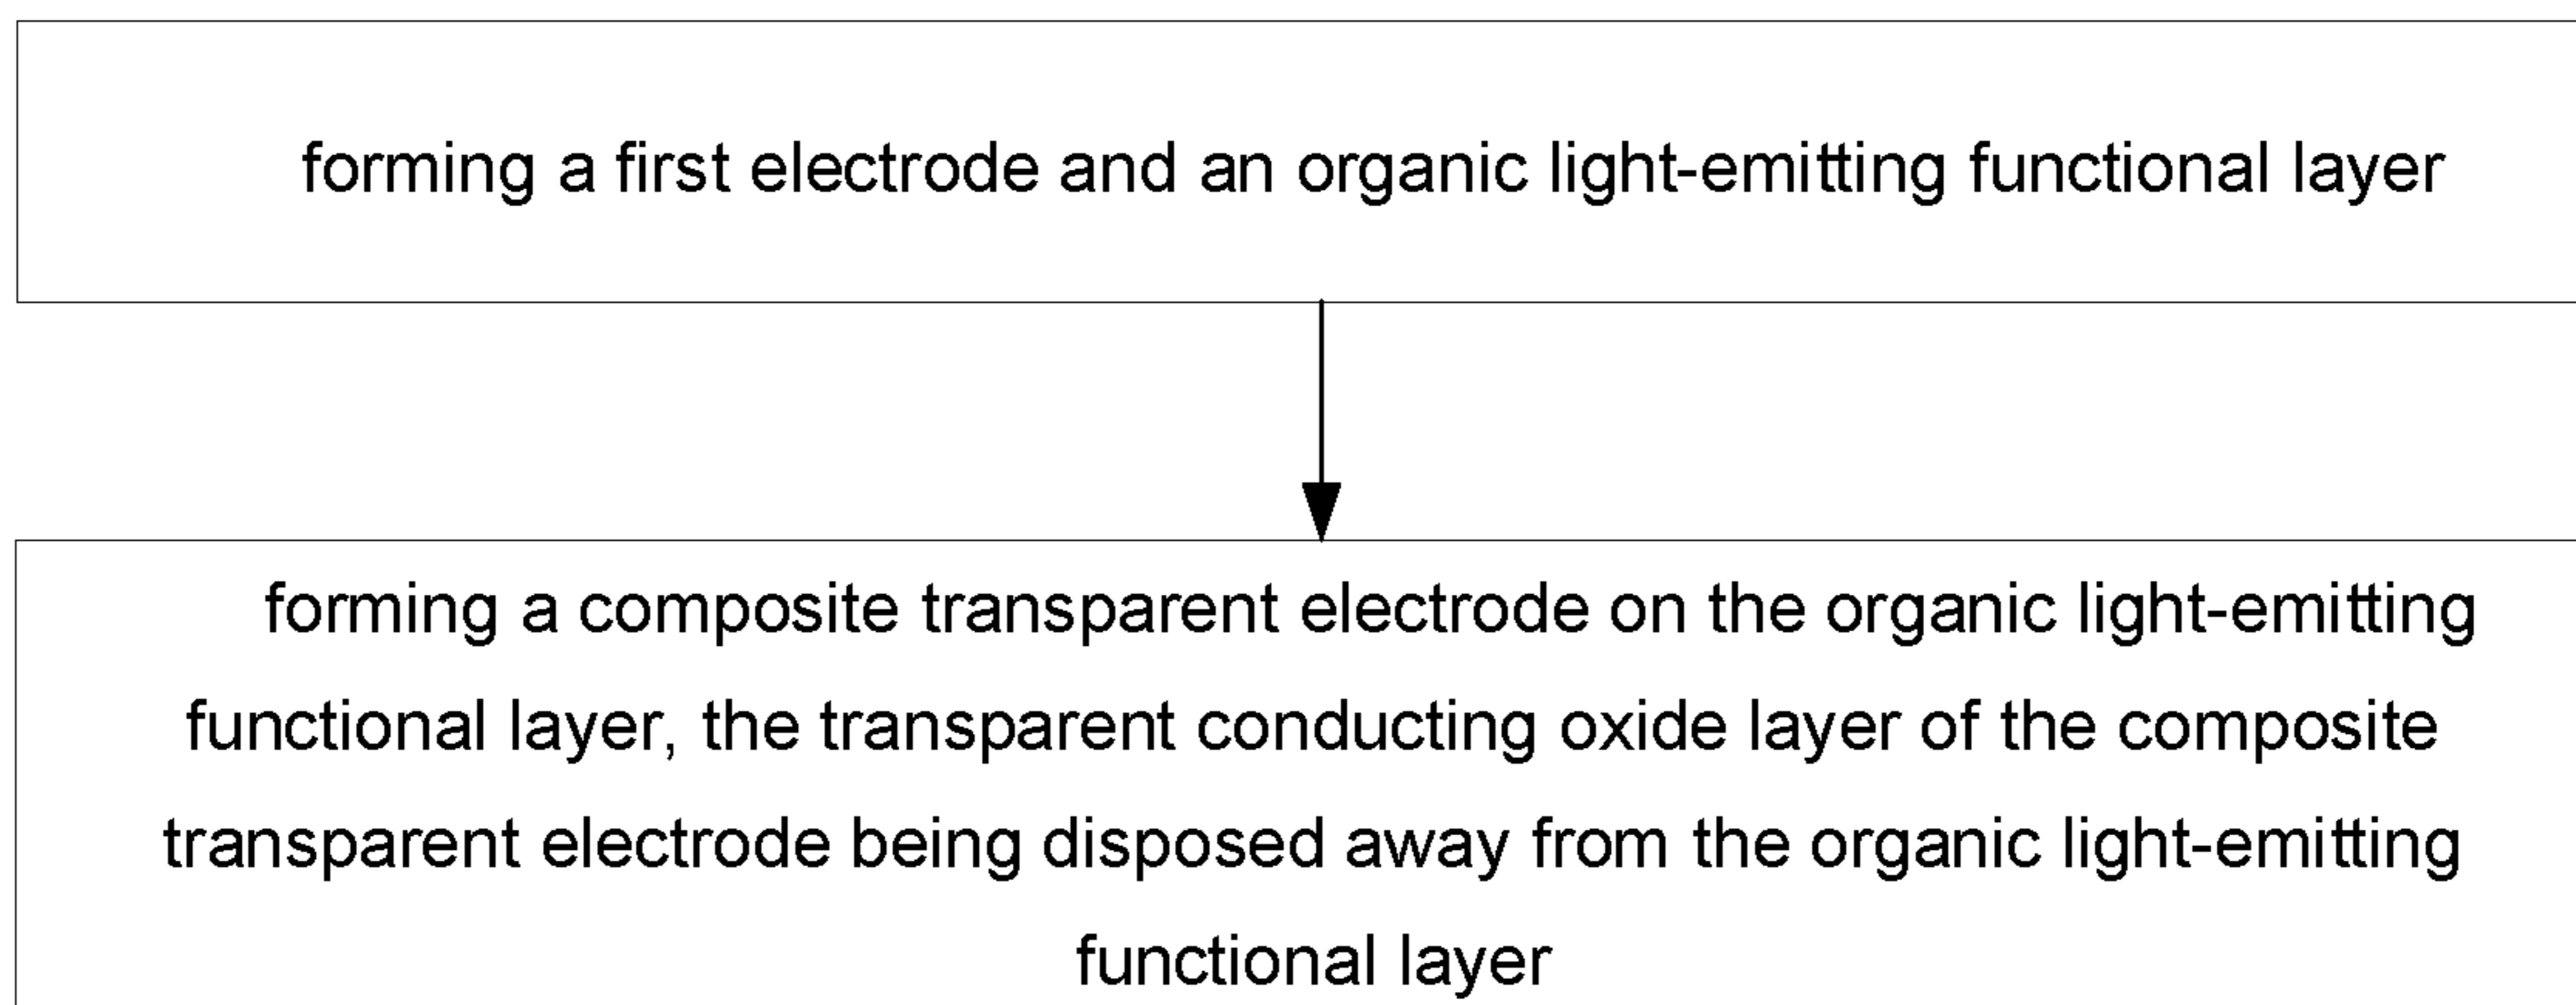 forming a first electrode and an organic light-emitting functional layer
forming a composite transparent electrode on the organic light-emitting
functional layer, the transparent conducting oxide layer of the composite
transparent electrode being disposed away from the organic light-emitting
functional layer